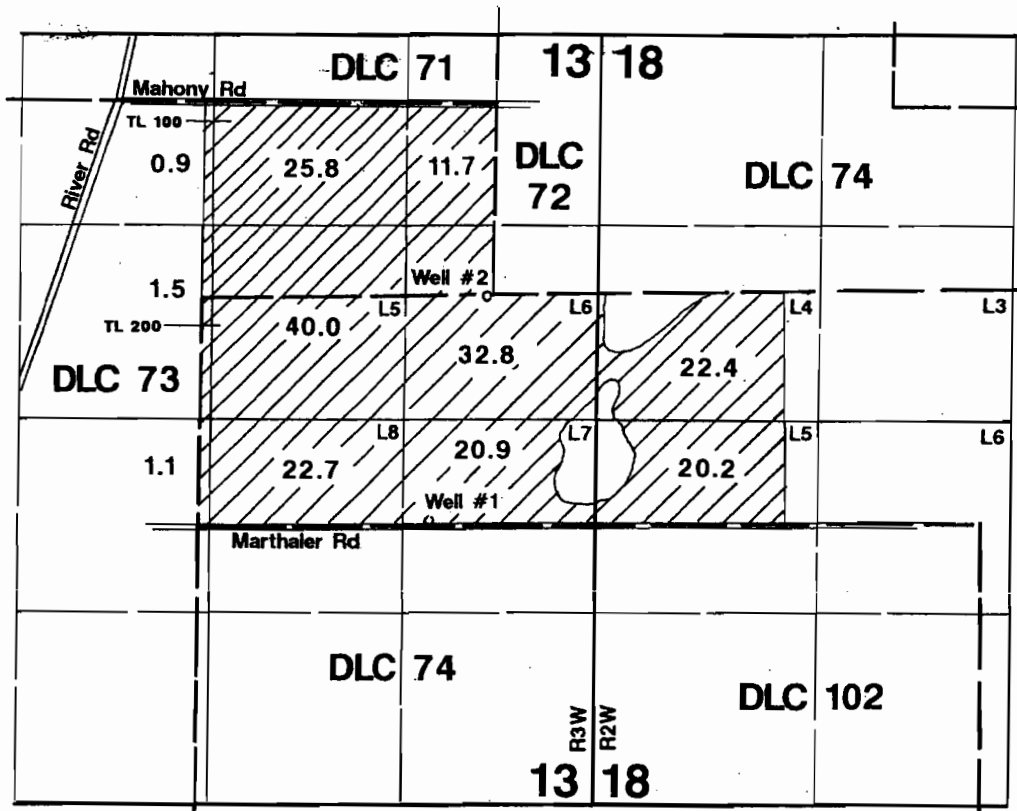 DLC 71
13 18
Mahony Rd
TL 100
River Rd
0.9
25.8
11.7
DLC
72
DLC 74
Well #2
1.5
L5
L6
L4
L3
TL 200
40.0
32.8
22.4
DLC 73
L8
L7
L5
L6
1.1
22.7
20.9
20.2
Well #1
Marthaler Rd
DLC 74
DLC 102
R3W
R2W
13 18